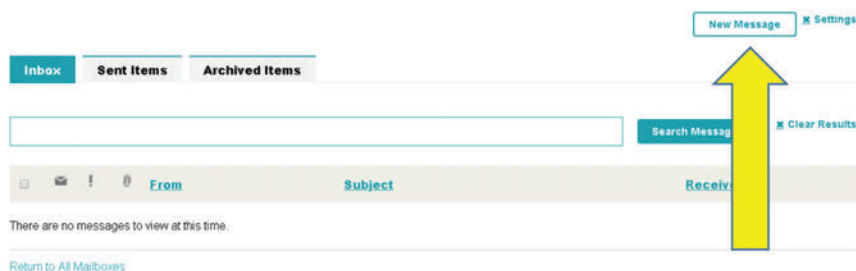 New Message
Settings
Inbox Sent Items Archived Items
Search Clear Results
From Subject
There are no messages to view at this time.
Return to All Mailboxes